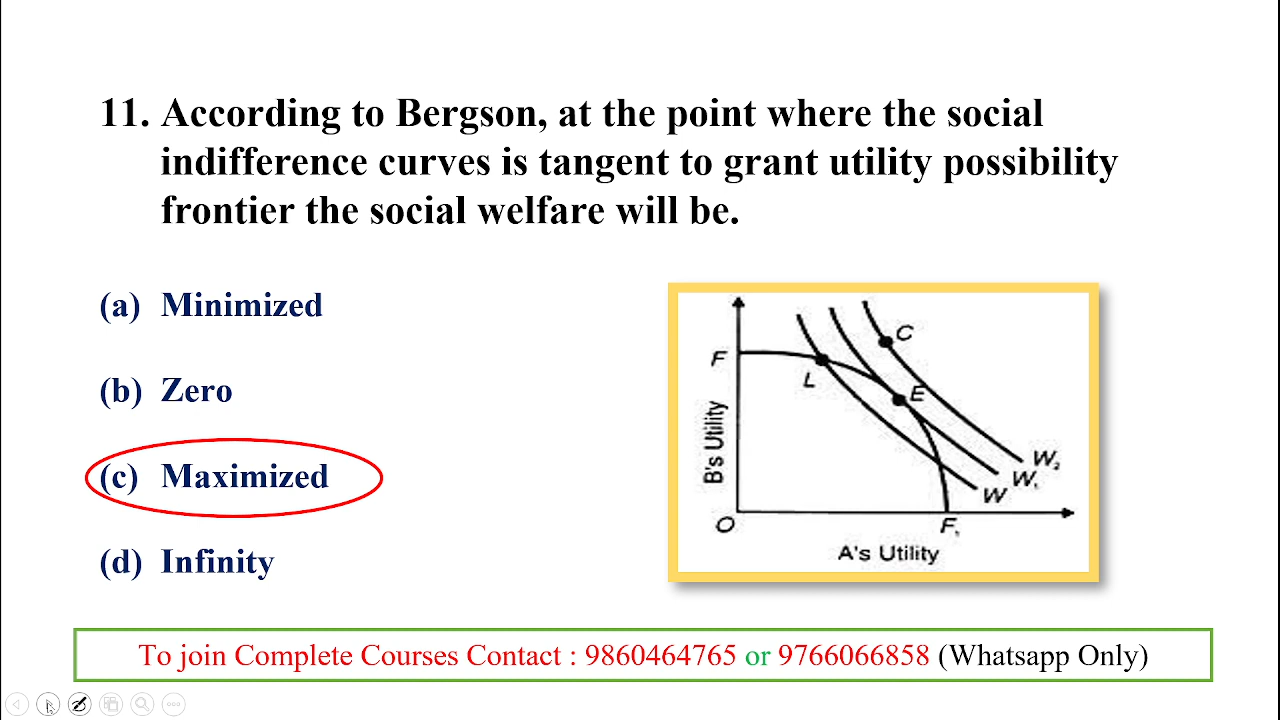 11. According to Bergson, at the point where the social
indifference curves is tangent to grant utility possibility
frontier the social welfare will be.
(a) Minimized
(b) Zero
(c) Maximized
(d) Infinity
C
F
L
E
B's Utility
W₂
W₁
W
O
F₁
A's Utility
To join Complete Courses Contact : 9860464765 or 9766066858 (Whatsapp Only)